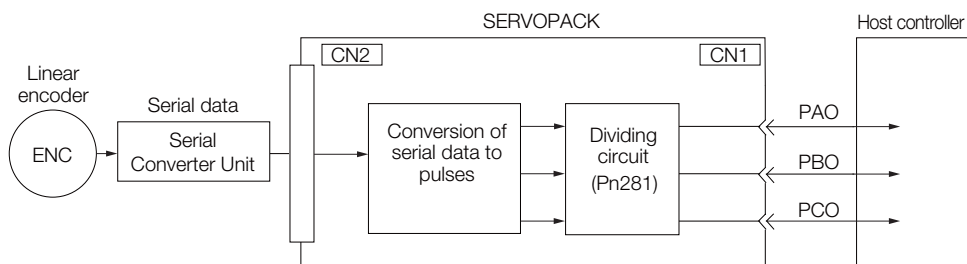 SERVOPACK
Host controller
CN2
CN1
Linear
encoder
Serial data
ENC
Serial
Converter Unit
Conversion of
serial data to
pulses
Dividing
circuit
(Pn281)
PAO
PBO
PCO